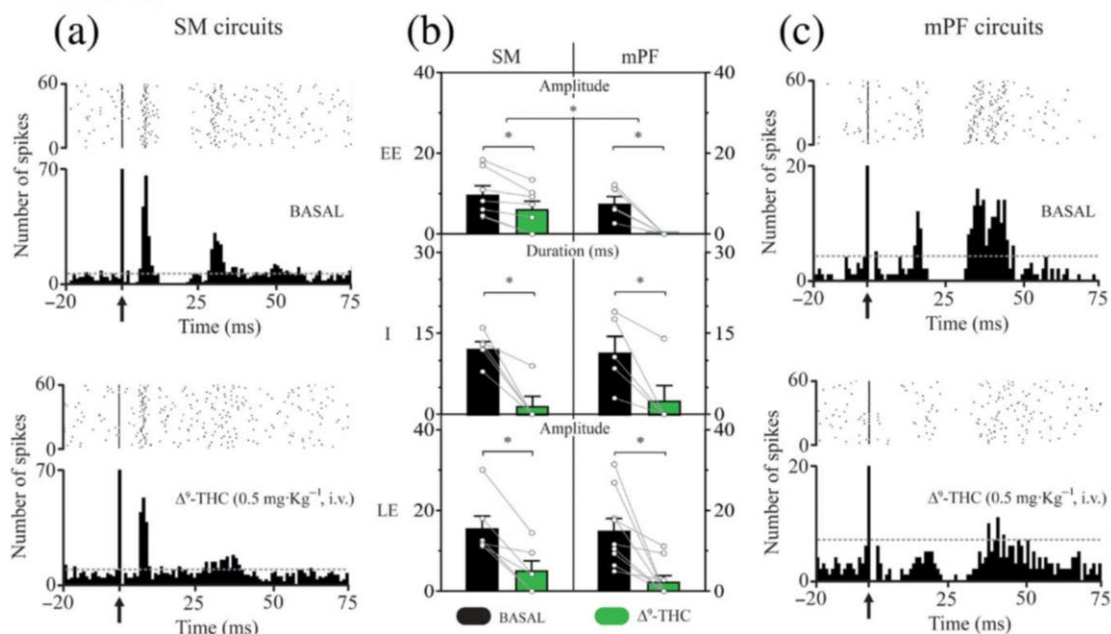 (a)
SM circuits
60
0
Number of spikes
70
BASAL
0
–20
0
25
50
75
Time (ms)
60
0
Number of spikes
70
Δ⁹-THC (0.5 mg·Kg⁻¹, i.v.)
0
–20
0
25
50
75
Time (ms)
(b)
SM
mPF
40
Amplitude
40
*
*
*
EE
20
20
0
0
30
Duration (ms)
30
*
*
I
15
15
0
0
40
Amplitude
40
*
*
LE
20
20
0
0
BASAL
Δ⁹-THC
(c)
mPF circuits
60
0
Number of spikes
20
BASAL
10
0
–20
0
25
50
75
Time (ms)
60
0
Number of spikes
20
Δ⁹-THC (0.5 mg·Kg⁻¹, i.v.)
10
0
–20
0
25
50
75
Time (ms)